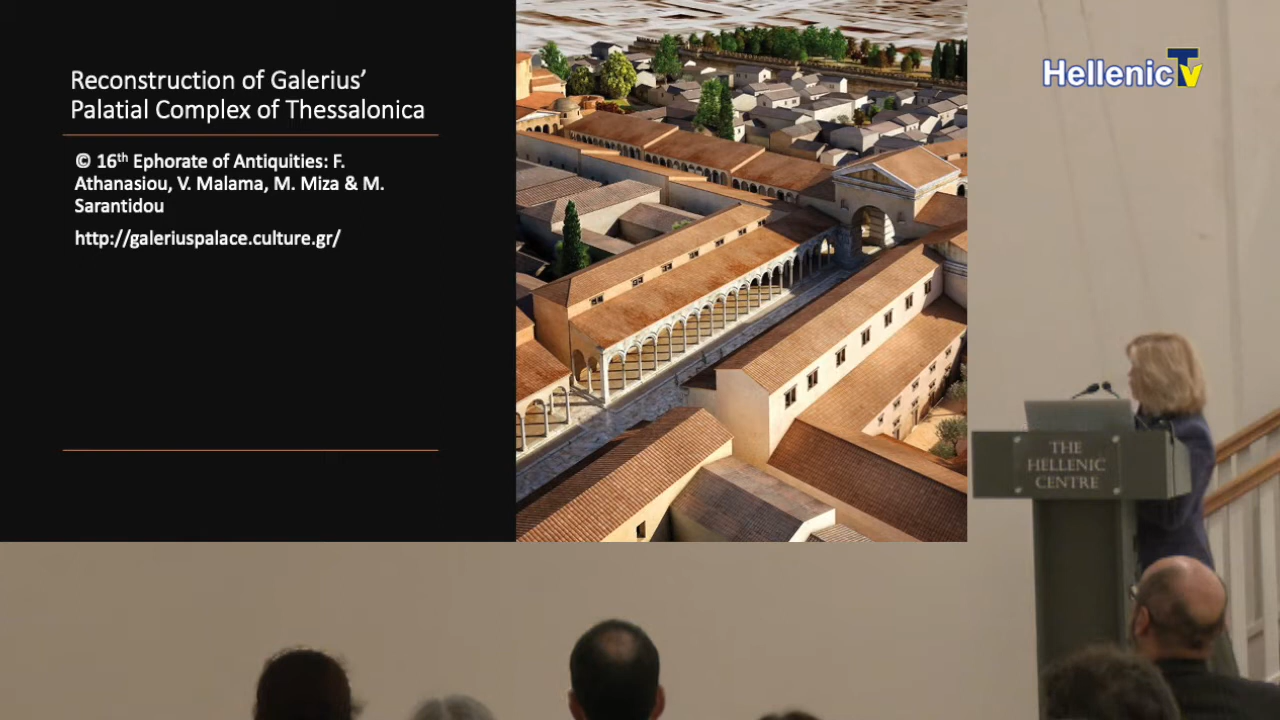 Reconstruction of Galerius’
Palatial Complex of Thessalonica
© 16th Ephorate of Antiquities: F.
Athanasiou, V. Malama, M. Miza & M.
Sarantidou
http://galeriuspalace.culture.gr/
HellenicTv
THE
HELLENIC
CENTRE